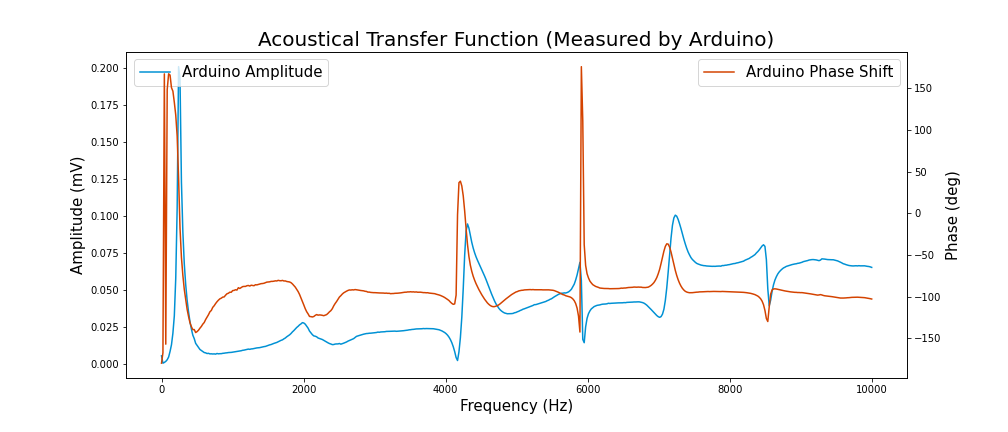 Acoustical Transfer Function (Measured by Arduino)
Arduino Amplitude
Arduino Phase Shift
Amplitude (mV)
0.200
0.175
0.150
0.125
0.100
0.075
0.050
0.025
0.000
150
100
50
0
−50
−100
−150
Phase (deg)
0 2000 4000 6000 8000 10000
Frequency (Hz)